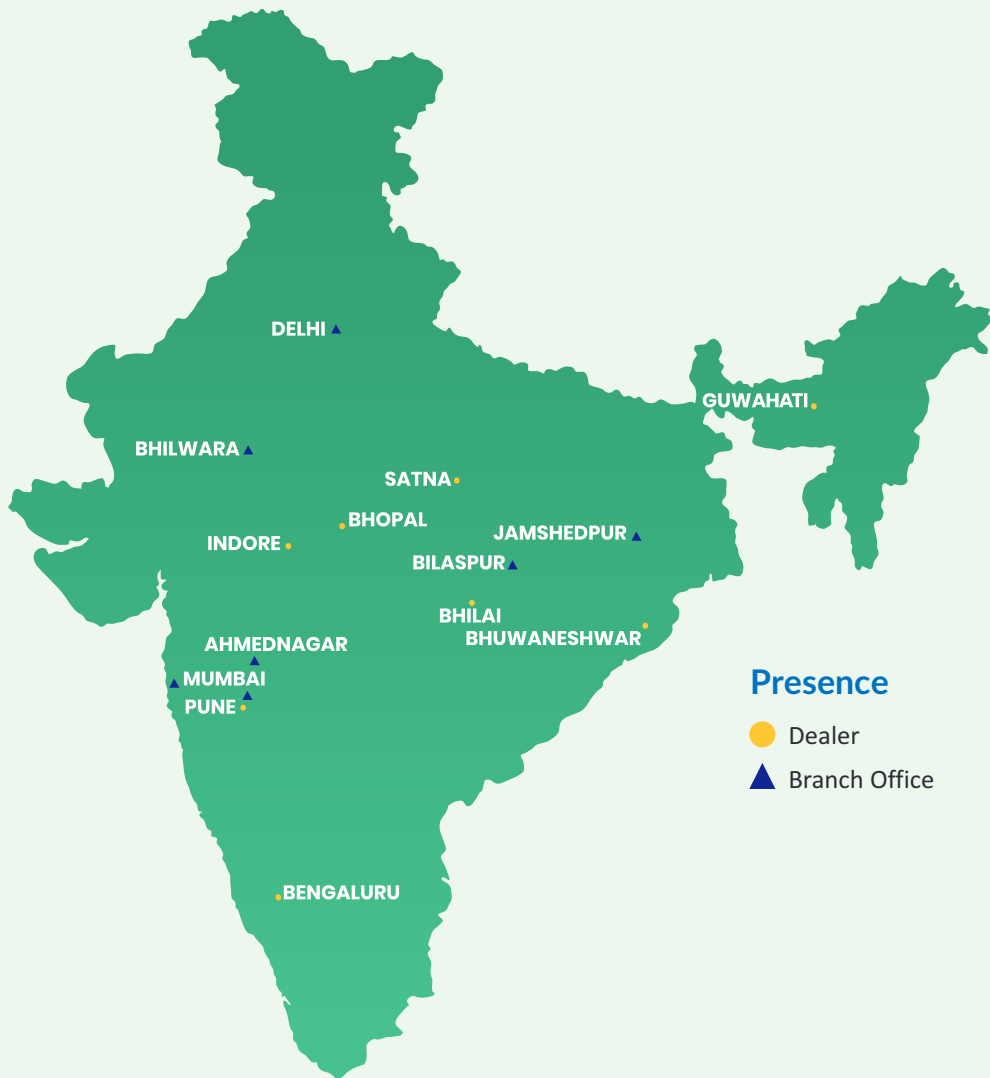 DELHI
GUWAHATI
BHILWARA
SATNA
BHOPAL
JAMSHEDPUR
INDORE
BILASPUR
BHILAI
BHUWANESHWAR
AHMEDNAGAR
MUMBAI
PUNE
Presence
Dealer
Branch Office
BENGALURU